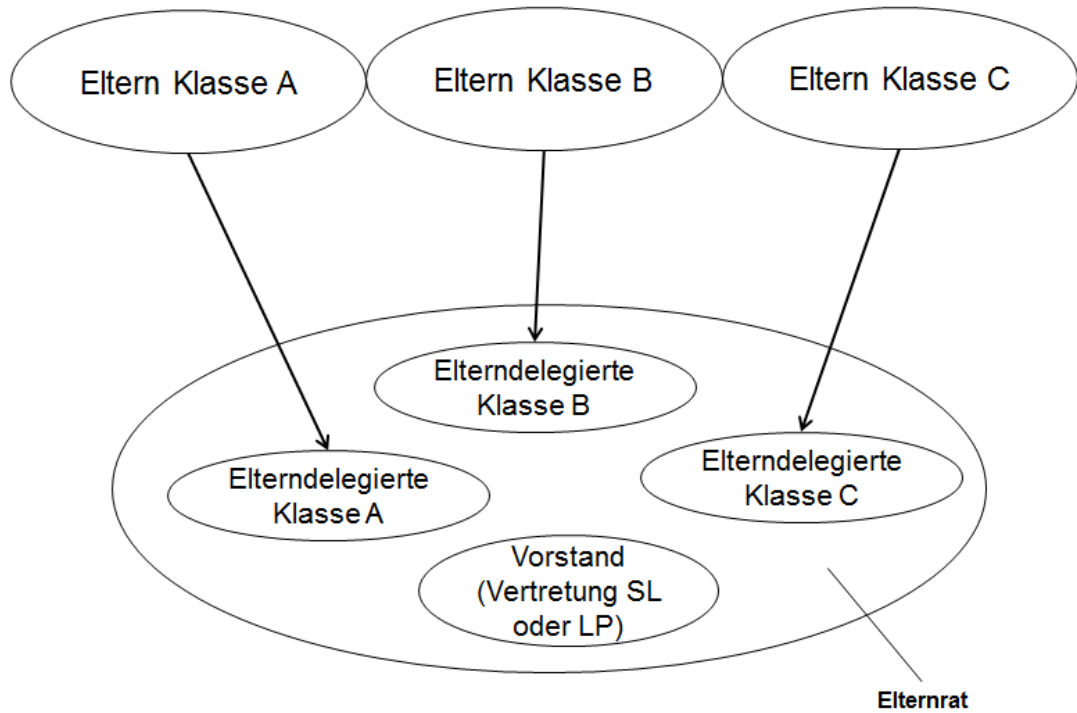 Eltern Klasse A
Eltern Klasse B
Eltern Klasse C
Elterndelegierte
Klasse B
Elterndelegierte
Klasse A
Elterndelegierte
Klasse C
Vorstand
(Vertretung SL
oder LP)
Elternrat